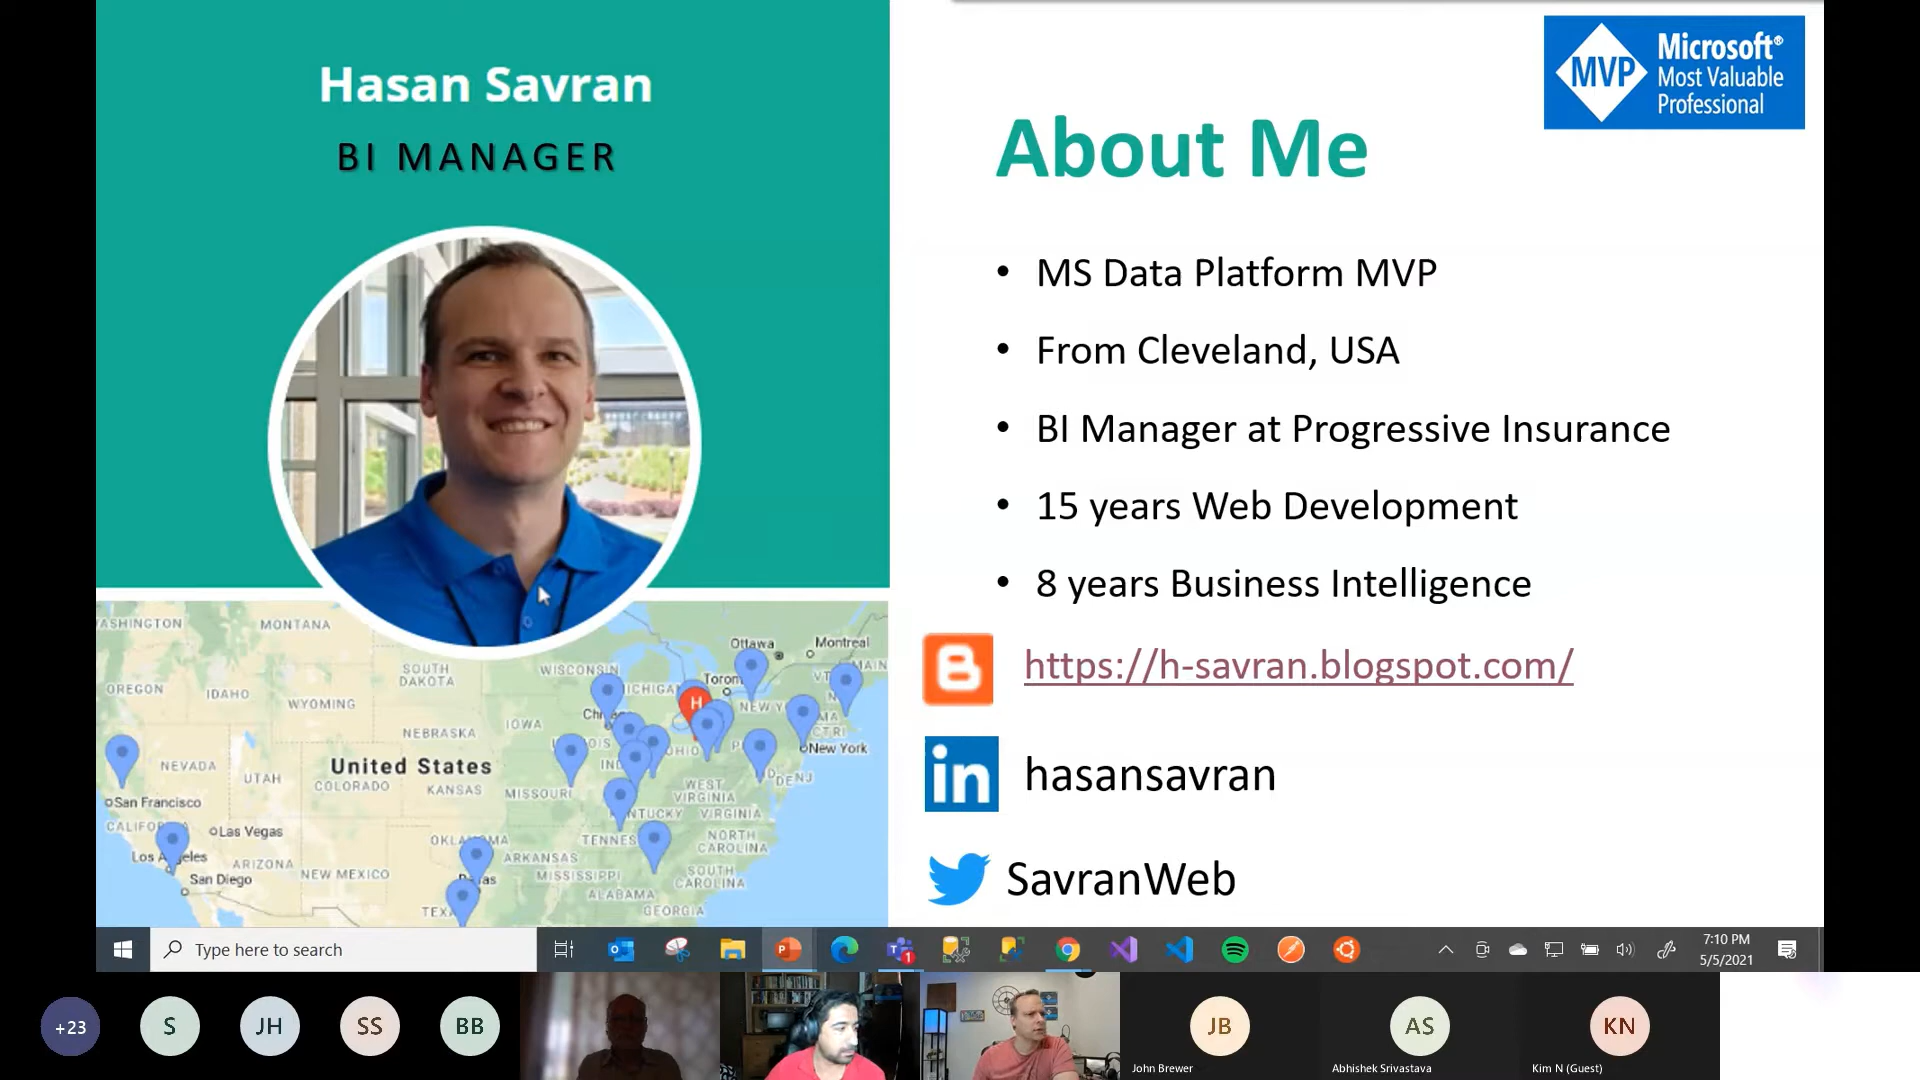 Hasan Savran
BI MANAGER
MVP
Microsoft®
Most Valuable
Professional
About Me
• MS Data Platform MVP
• From Cleveland, USA
• BI Manager at Progressive Insurance
• 15 years Web Development
• 8 years Business Intelligence
https://h-savran.blogspot.com/
in hasansavran
SavranWeb
MONTANA
Ottawa
Montreal
OREGON
IDAHO
SOUTH
DAKOTA
WISCONSIN
WYOMING
IOWA
NEBRASKA
H
NEVADA
UTAH
United States
COLORADO
KANSAS
MISSOURI
OHIO
New York
WEST
VIRGINIA
VIRGINIA
San Francisco
Las Vegas
San Diego
ARIZONA
NEW MEXICO
ARKANSAS
MISSISSIPPI
ALABAMA
NORTH
CAROLINA
SOUTH
CAROLINA
GEORGIA
Type here to search
1
7:10 PM
5/5/2021
+23
S
JH
SS
BB
JB
John Brewer
AS
Abhishek Srivastava
KN
Kim N (Guest)